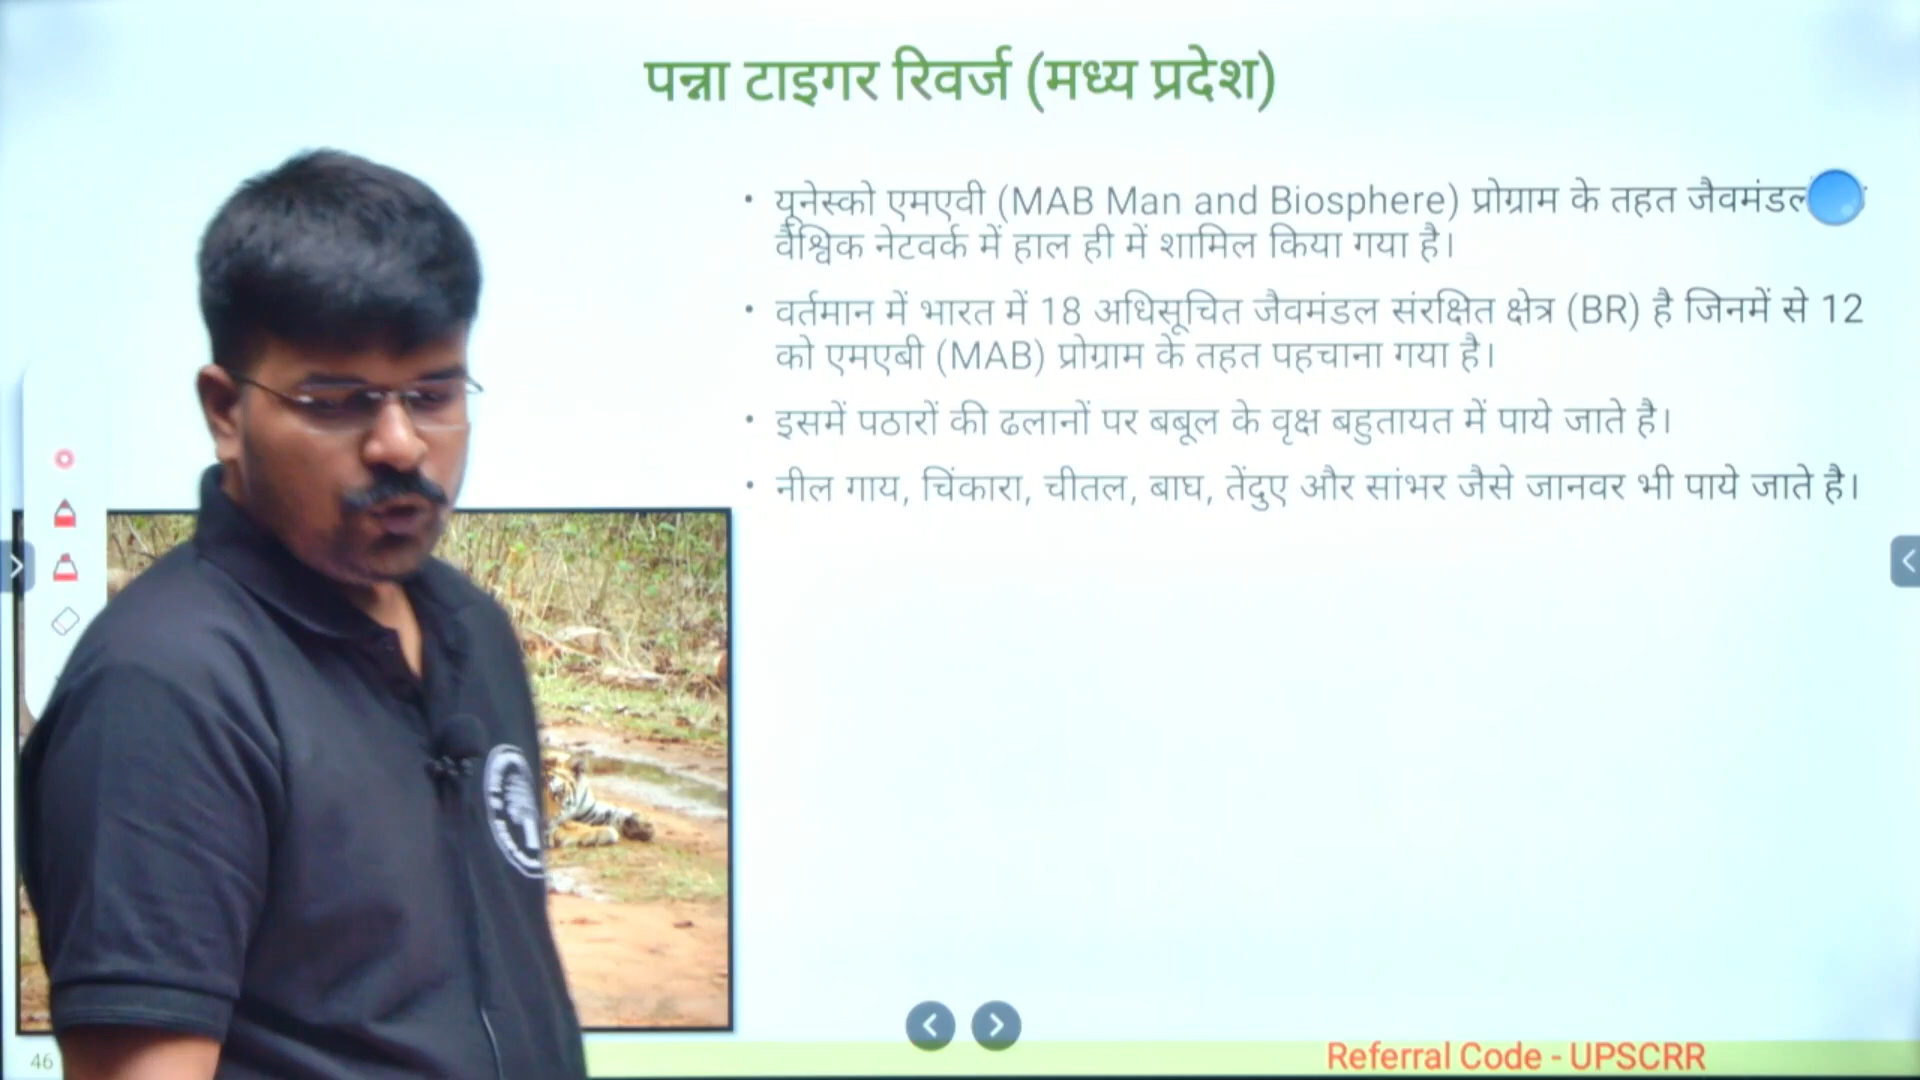 पन्ना टाइगर रिवर्ज (मध्य प्रदेश)
• यूनेस्को एमएवी (MAB Man and Biosphere) प्रोग्राम के तहत
वैश्विक नेटवर्क में हाल ही में शामिल किया गया है।
• वर्तमान में भारत में 18 अधिसूचित जैवमंडल संरक्षित क्षेत्र (BR) है जिनमें से 12
को एमएबी (MAB) प्रोग्राम के तहत पहचाना गया है।
• इसमें पठारों की ढलानों पर बबूल के वृक्ष बहुतायत में पाये जाते है।
• नील गाय, चिंकारा, चीतल, बाघ, तेंदुए और सांभर जैसे जानवर भी पाये जाते है।
46
Referral Code - UPSCRR